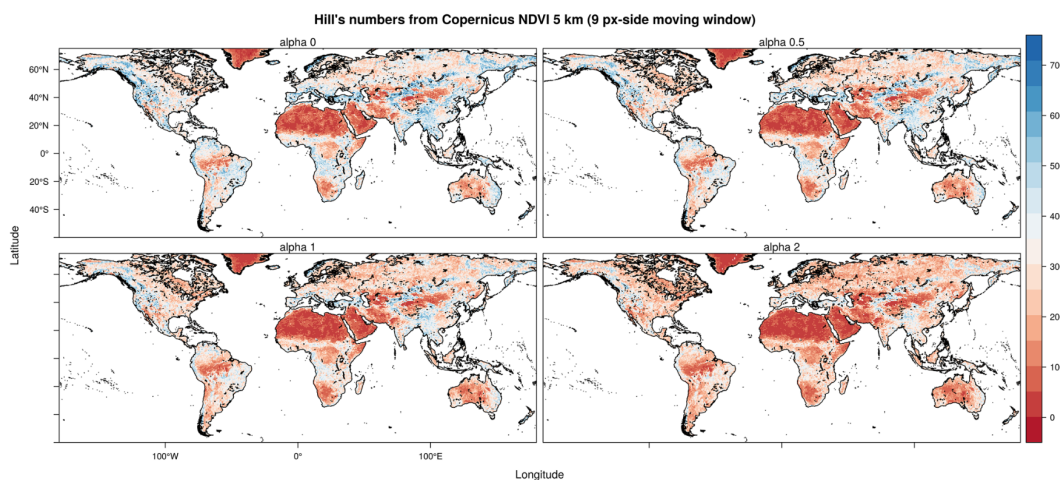 Hill's numbers from Copernicus NDVI 5 km (9 px-side moving window)
alpha 0
alpha 0.5
60°N
40°N
20°N
0°
20°S
40°S
alpha 1
alpha 2
Latitude
100°W
0°
100°E
Longitude
70
60
50
40
30
20
10
0